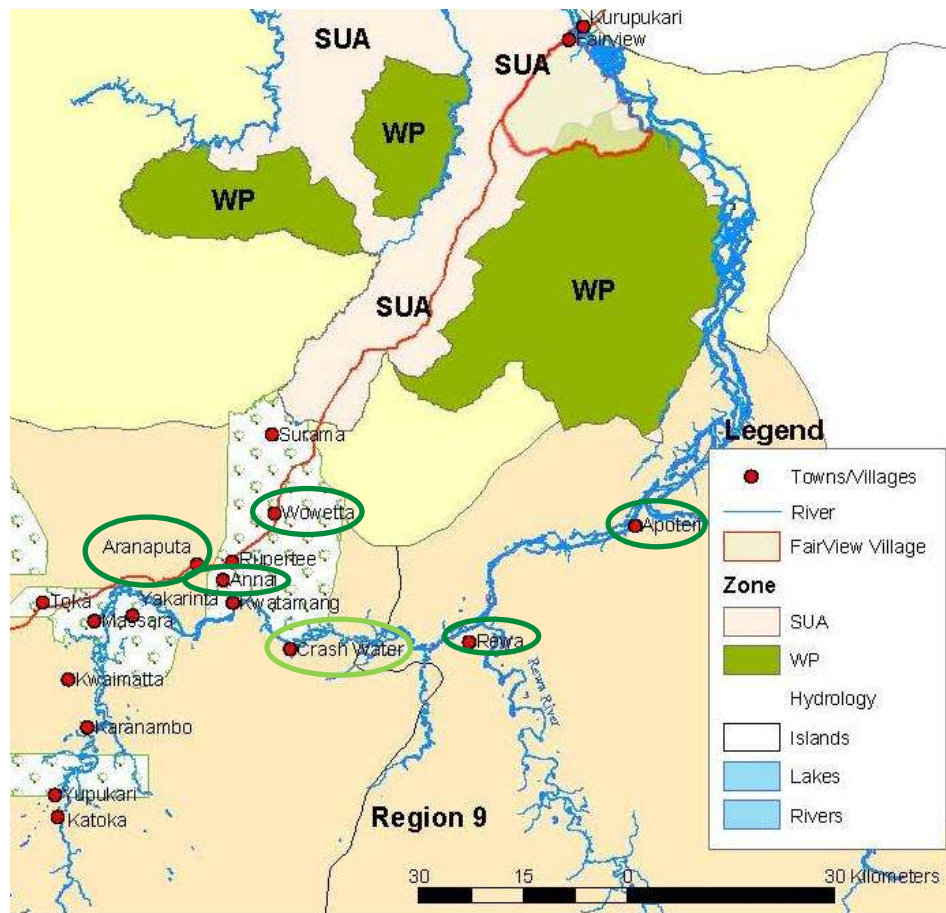 Kurupukari
Fairview
SUA
SUA
WP
WP
WP
SUA
Surama
Wowetta
Aranaputa
Rupertee
Annai
Apoteri
Toka
Yakarinta
Kwatamang
Massara
Crash Water
Rewa
Rewa River
Kwaimatta
Karanambo
Yupukari
Katoka
Region 9
Legend
Towns/Villages
River
FairView Village
Zone
SUA
WP
Hydrology
Islands
Lakes
Rivers
30 15 0 30 Kilometers